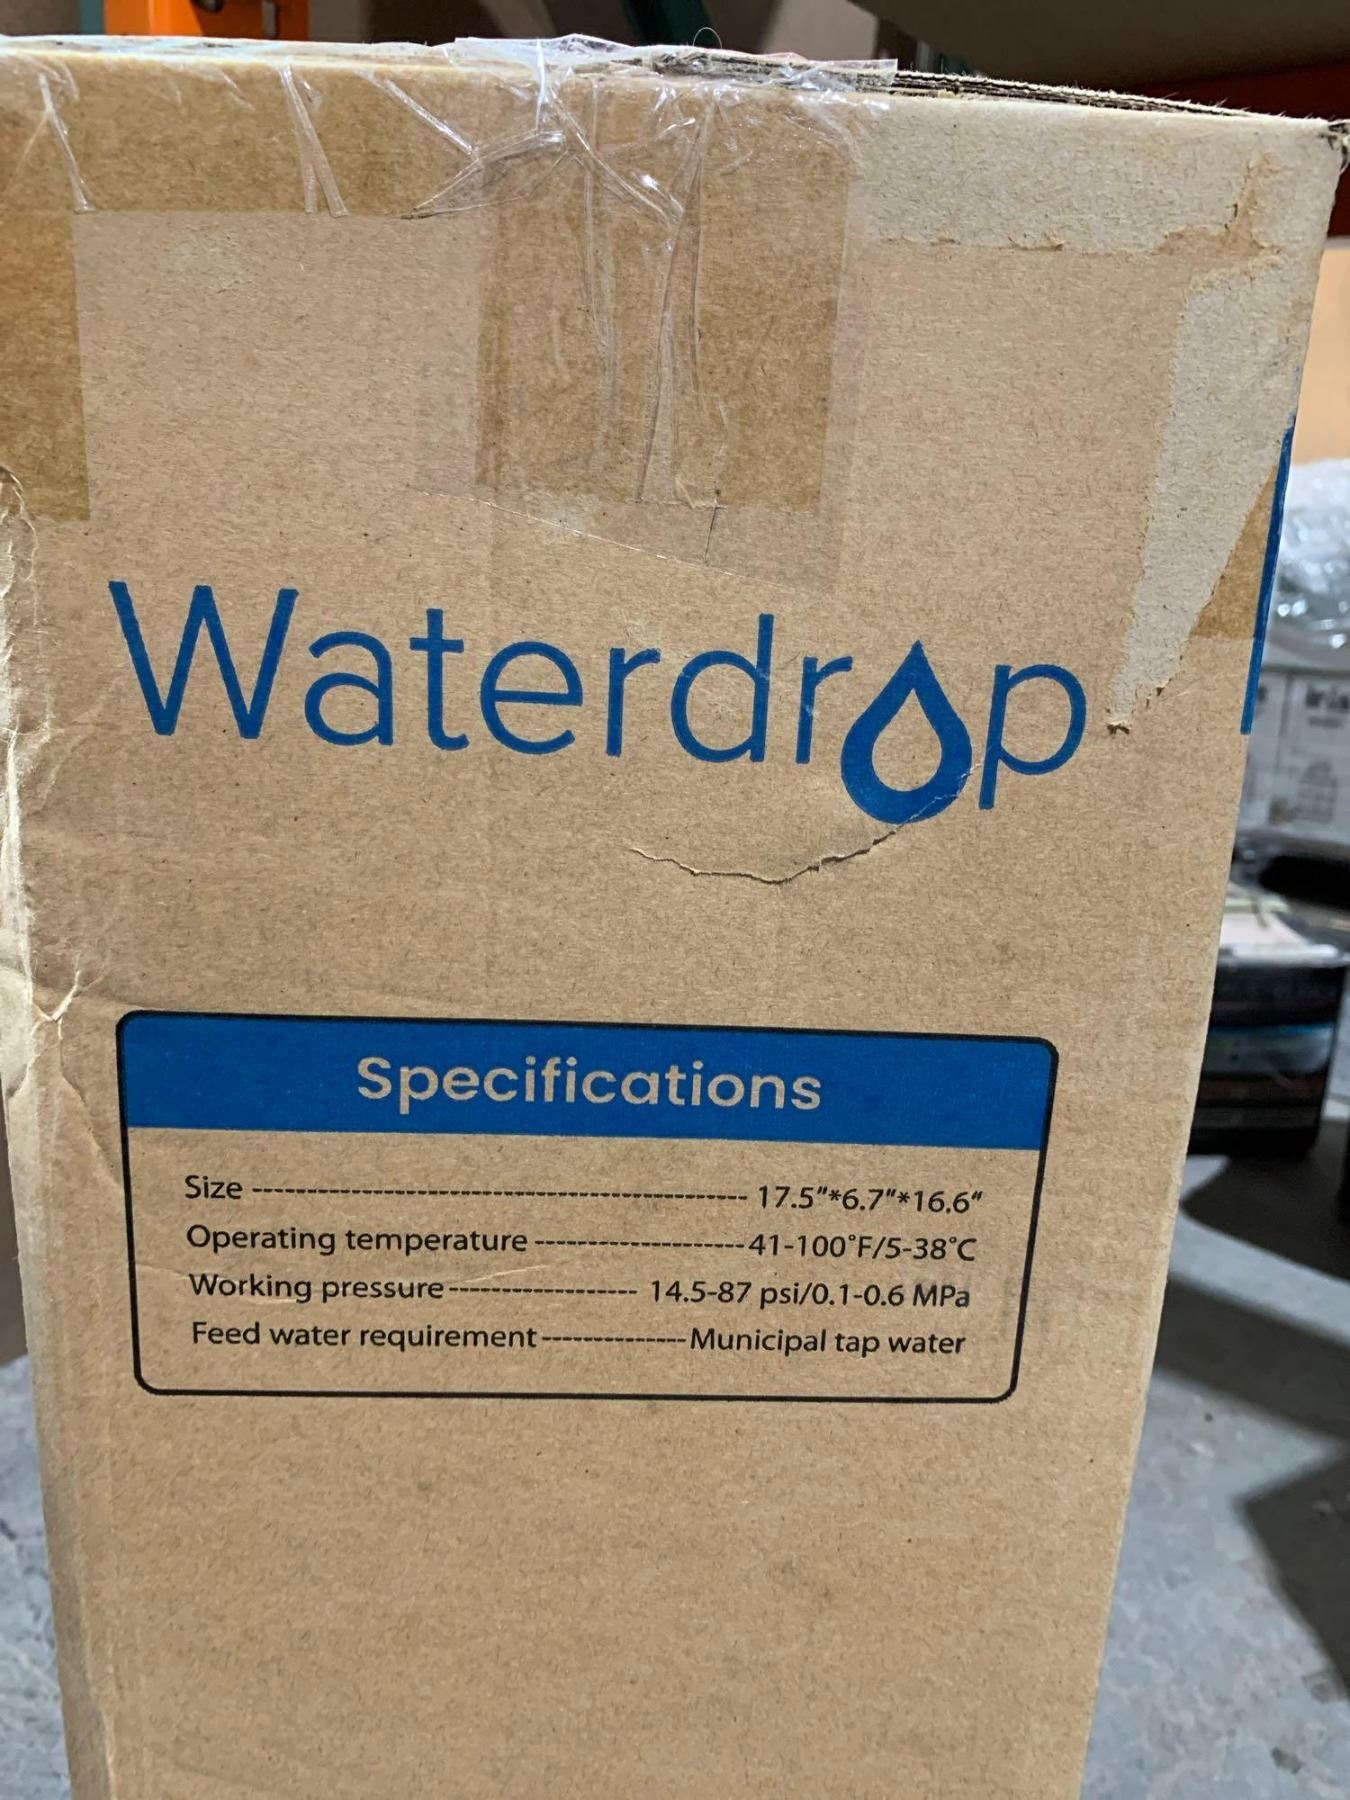 Waterdrop
Specifications
Size ------------------------------------------------------ 17.5"*6.7"*16.6"
Operating temperature -----------------------41-100°F/5-38°C
Working pressure--------------------- 14.5-87 psi/0.1-0.6 MPa
Feed water requirement----------------Municipal tap water